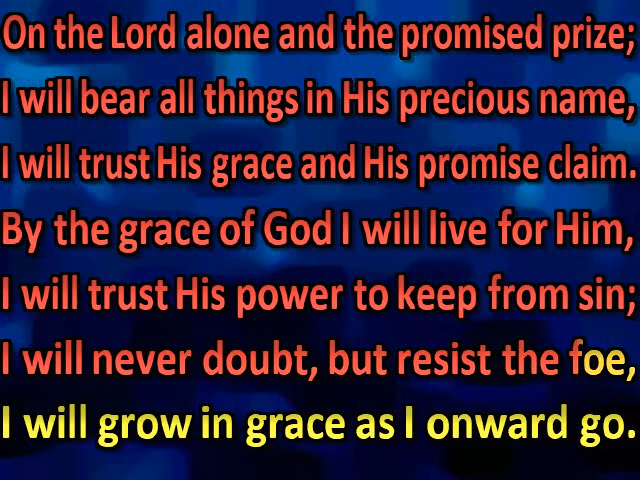 On the Lord alone and the promised prize;
I will bear all things in His precious name,
I will trust His grace and His promise claim.
By the grace of God I will live for Him,
I will trust His power to keep from sin;
I will never doubt, but resist the foe,
I will grow in grace as I onward go.